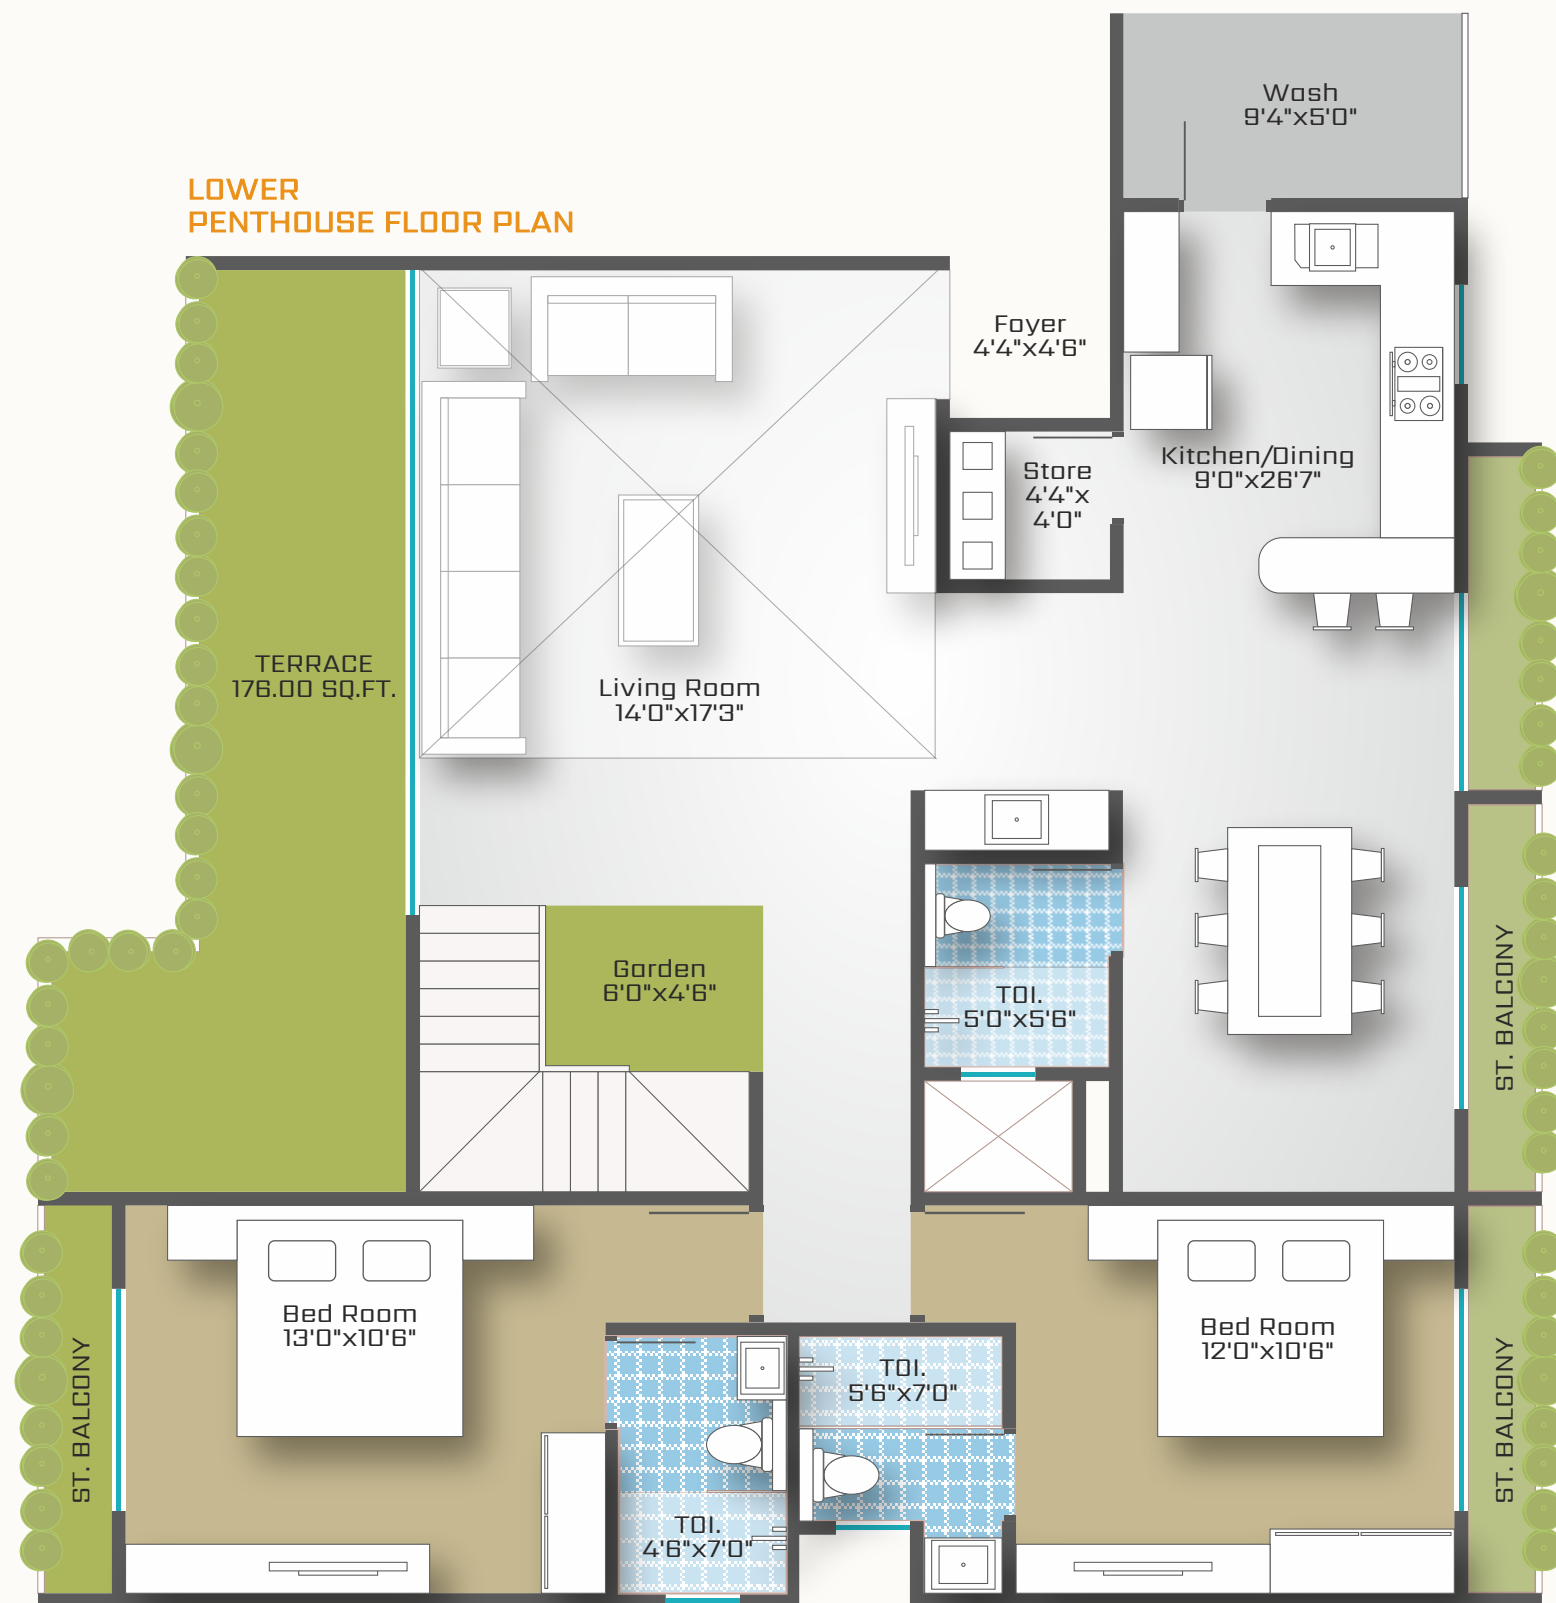 Wash
9'4"x5'0"
LOWER
PENTHOUSE FLOOR PLAN
Foyer
4'4"x4'6"
Kitchen/Dining
9'0"x26'7"
Store
4'4"x
4'0"
TERRACE
176.00 SQ.FT.
Living Room
14'0"x17'3"
Garden
6'0"x4'6"
TOI.
5'0"x5'6"
ST. BALCONY
Bed Room
13'0"x10'6"
Bed Room
12'0"x10'6"
TOI.
5'6"x7'0"
ST. BALCONY
ST. BALCONY
TOI.
4'6"x7'0"